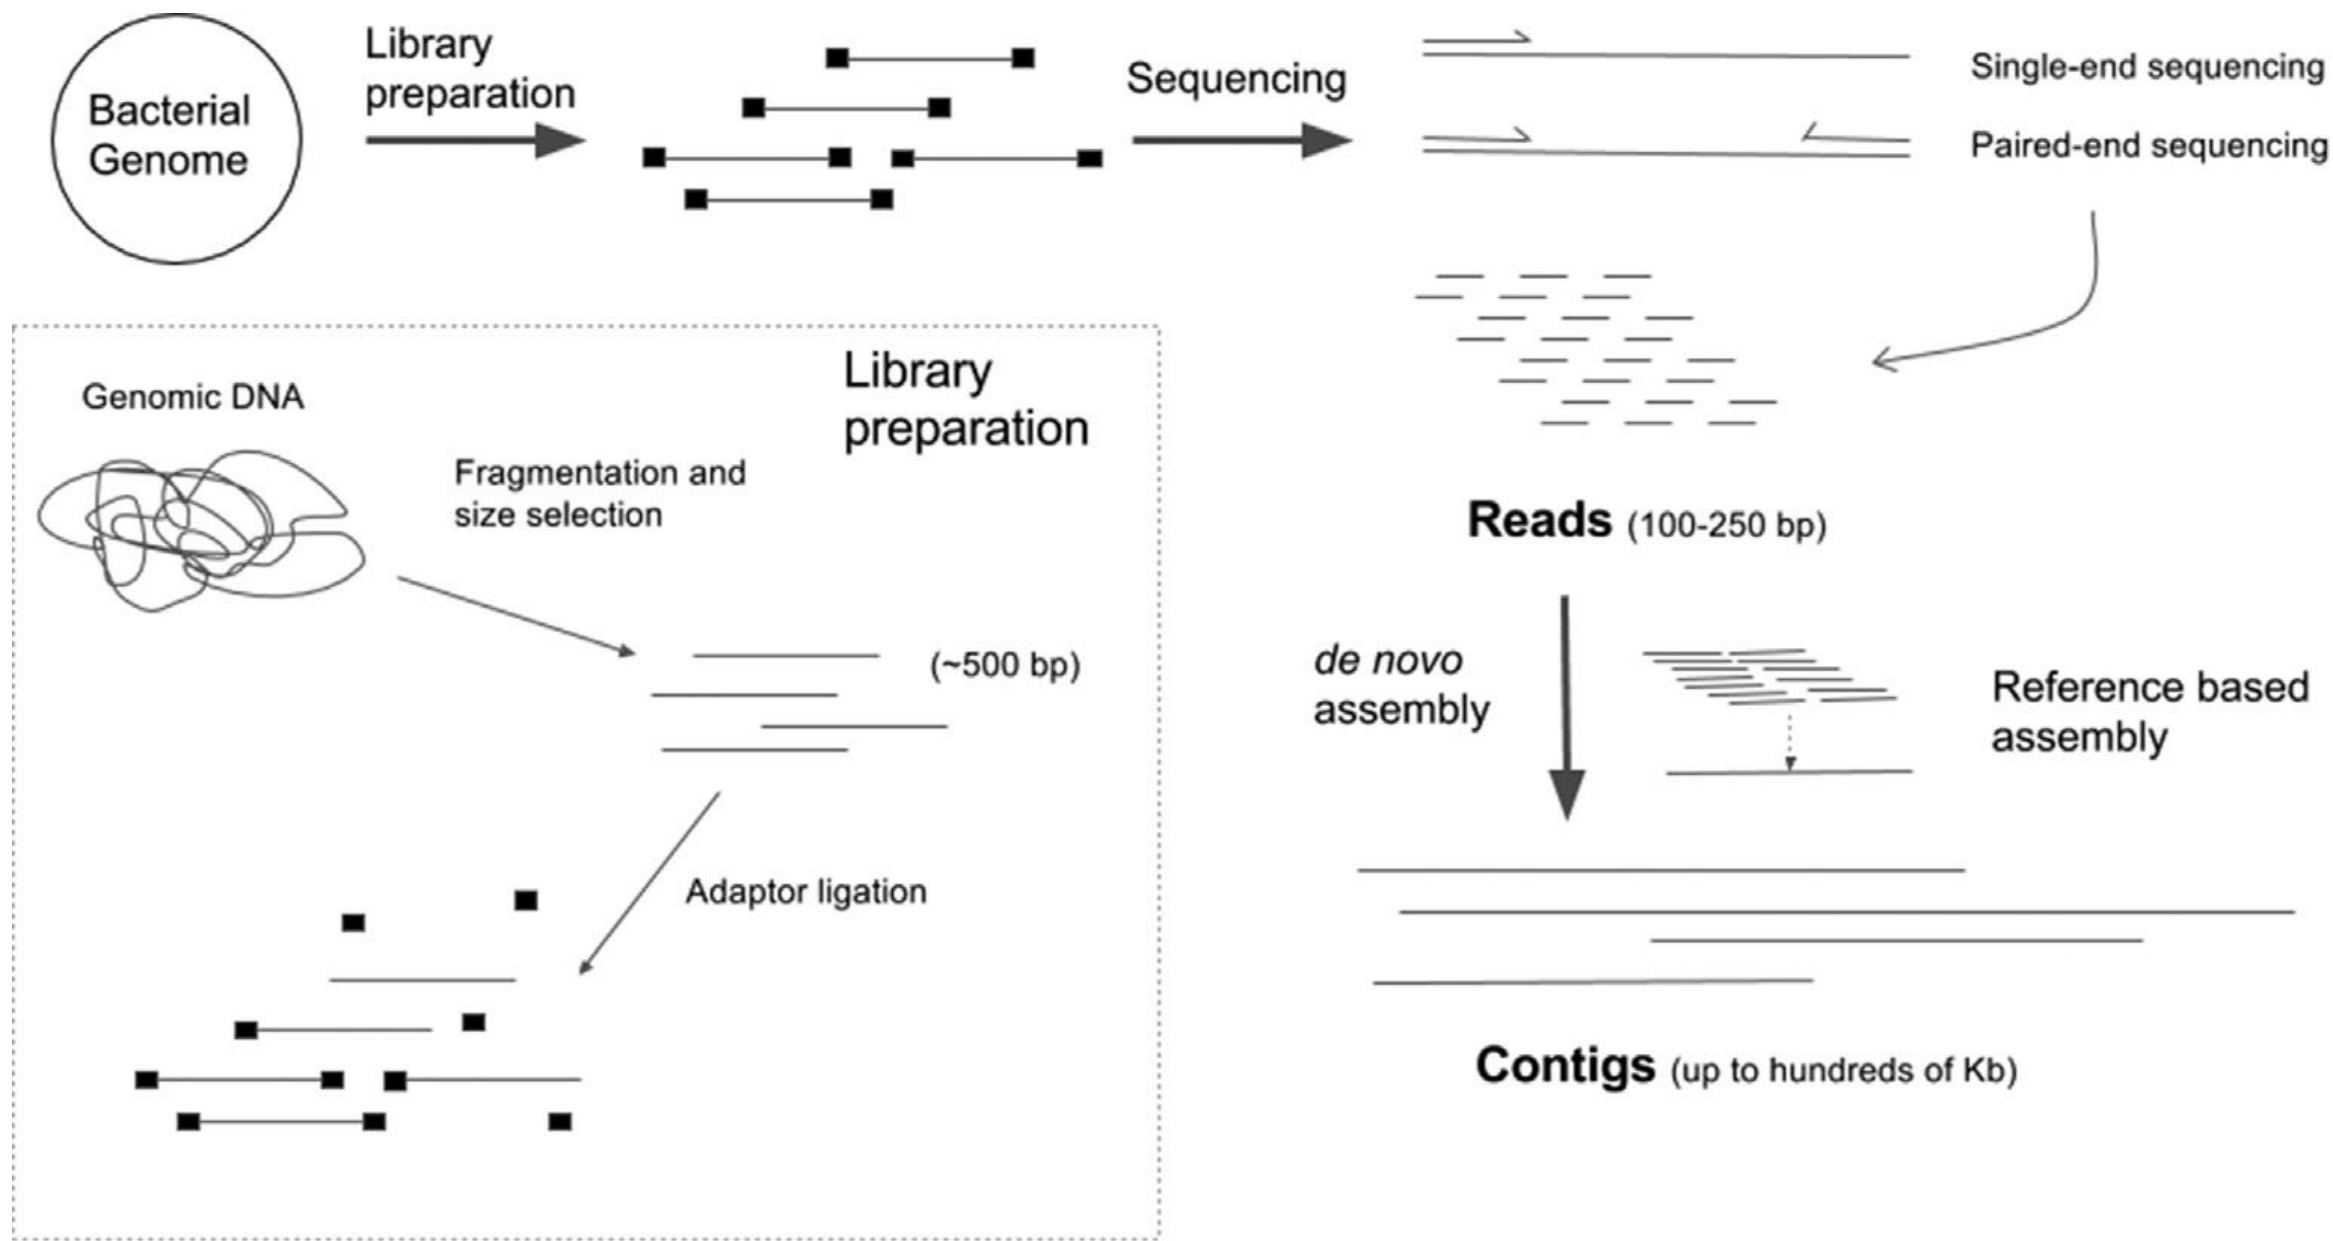 Bacterial
Genome
Library
preparation
Sequencing
Single-end sequencing
Paired-end sequencing
Library
preparation
Genomic DNA
Fragmentation and
size selection
(~500 bp)
Adaptor ligation
Reads (100-250 bp)
de novo
assembly
Reference based
assembly
Contigs (up to hundreds of Kb)